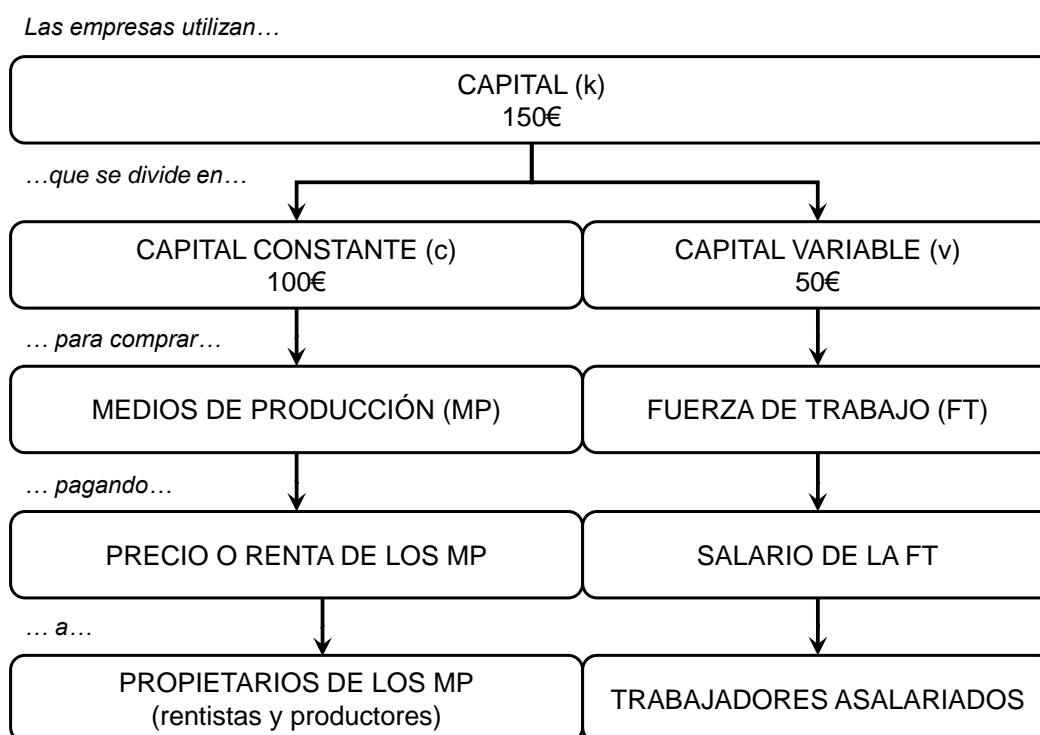 Las empresas utilizan…
CAPITAL (k)
150€
…que se divide en…
CAPITAL CONSTANTE (c)
100€
CAPITAL VARIABLE (v)
50€
… para comprar…
MEDIOS DE PRODUCCIÓN (MP)
FUERZA DE TRABAJO (FT)
… pagando…
PRECIO O RENTA DE LOS MP
SALARIO DE LA FT
… a…
PROPIETARIOS DE LOS MP
(rentistas y productores)
TRABAJADORES ASALARIADOS